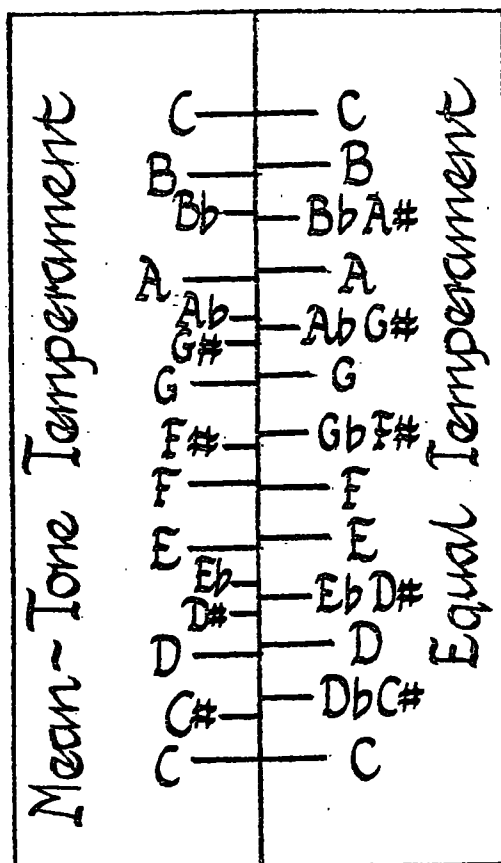 Mean~Tone Temperament
C
B
Bb
A
Ab
G#
G
F#
F
E
Eb
D#
D
C#
C
C
B
Bb A#
A
Ab G#
G
Gb F#
F
E
Eb D#
D
Db C#
C
Equal Temperament